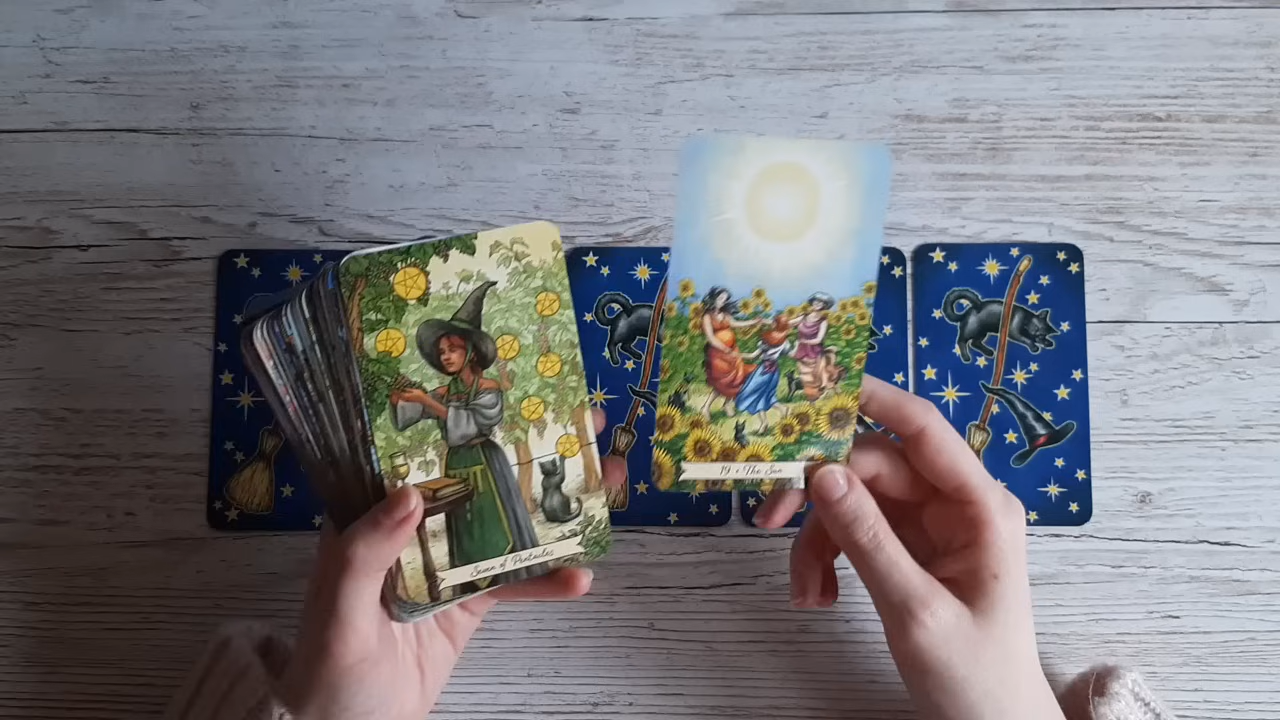 Seven of Pentacles
19 • The Sun